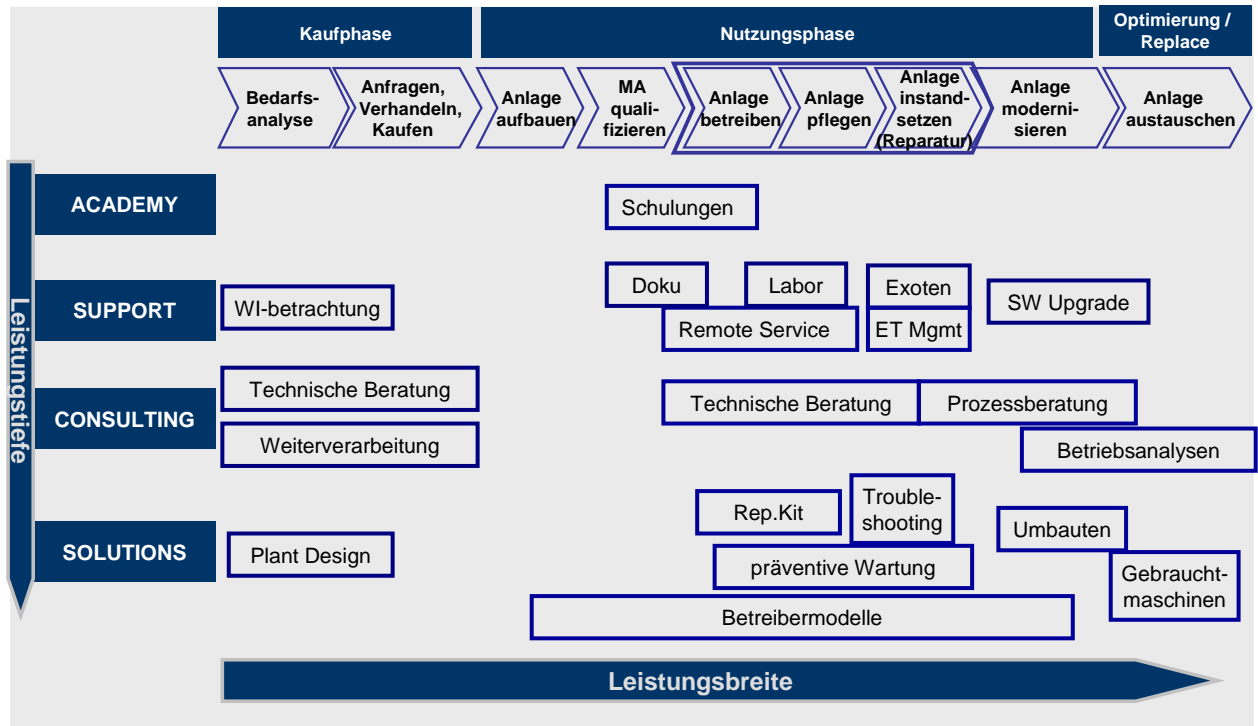 Kaufphase
Nutzungsphase
Optimierung /
Replace
Bedarfs-
analyse
Anfragen,
Verhandeln,
Kaufen
Anlage
aufbauen
MA
quali-
fizieren
Anlage
betreiben
Anlage
pflegen
Anlage
instand-
setzen
(Reparatur)
Anlage
moderni-
sieren
Anlage
austauschen
Leistungstiefe
ACADEMY
Schulungen
SUPPORT
WI-betrachtung
Doku
Labor
Exoten
SW Upgrade
Remote Service
ET Mgmt
CONSULTING
Technische Beratung
Weiterverarbeitung
Technische Beratung
Prozessberatung
Betriebsanalysen
SOLUTIONS
Plant Design
Rep.Kit
Trouble-
shooting
Umbauten
präventive Wartung
Gebraucht-
maschinen
Betreibermodelle
Leistungsbreite